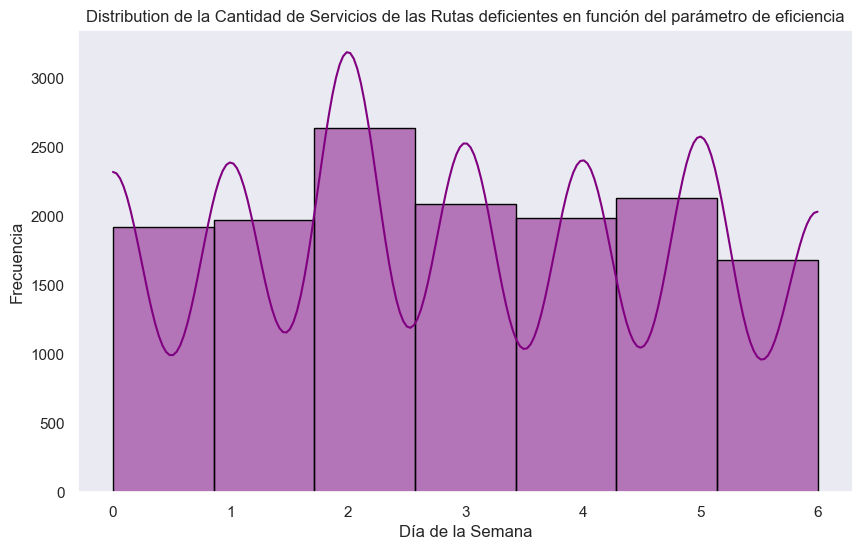 Distribution de la Cantidad de Servicios de las Rutas deficientes en función del parámetro de eficiencia
3000
2500
2000
1500
1000
500
0
Frecuencia
0 1 2 3 4 5 6
Día de la Semana